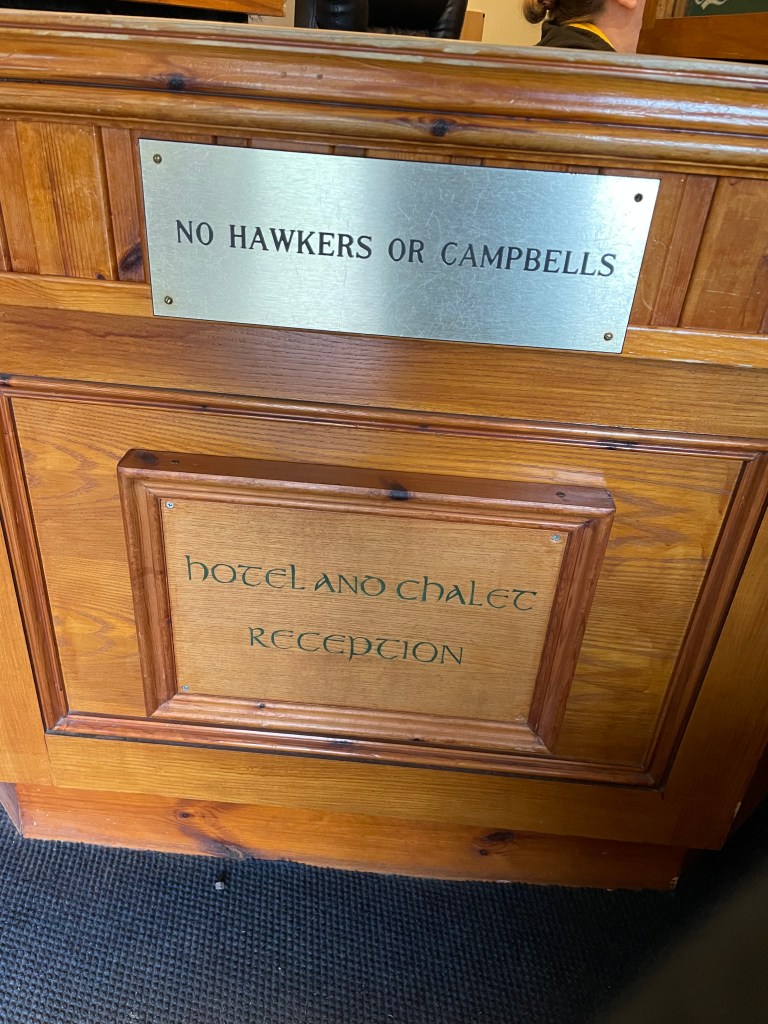 NO HAWKERS OR CAMPBELLS
HOTEL AND CHALET
RECEPTION